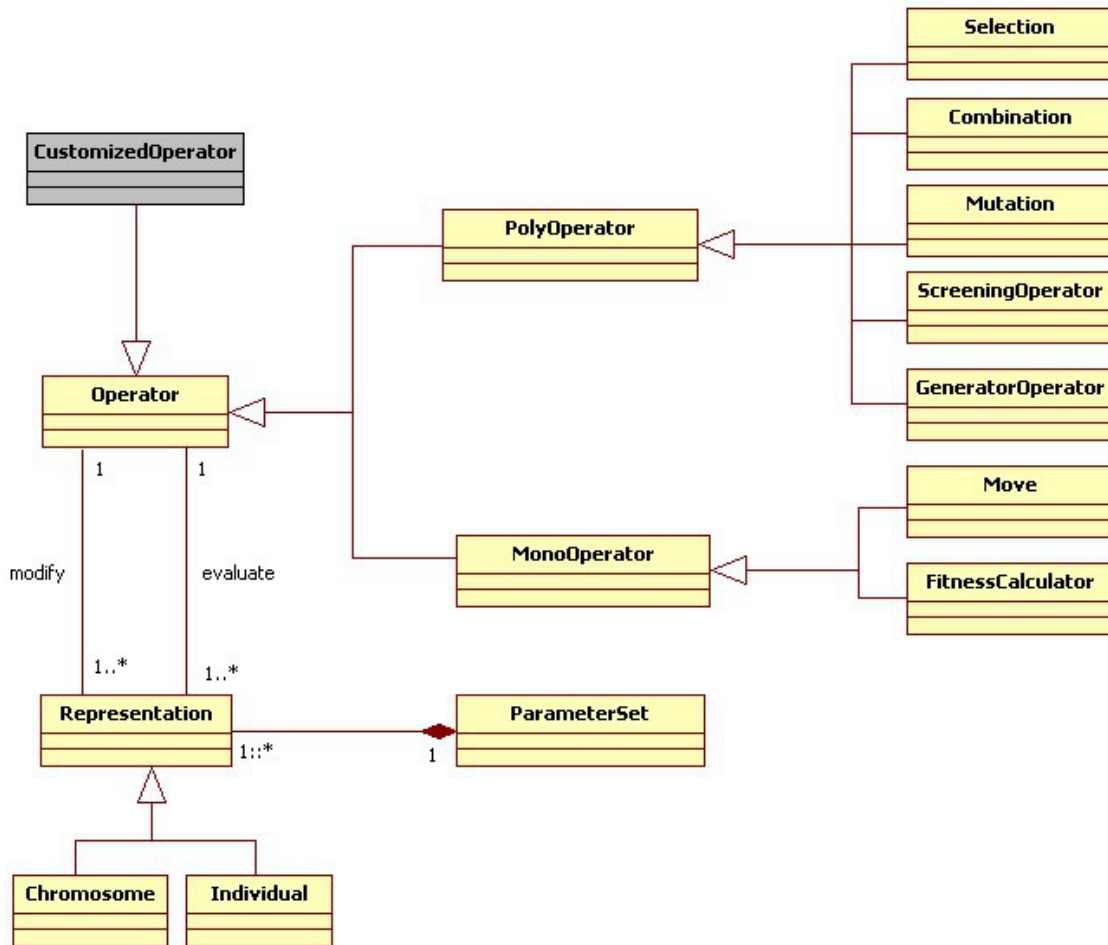 Selection
Combination
CustomizedOperator
Mutation
PolyOperator
ScreeningOperator
Operator
GeneratorOperator
1
1
Move
MonoOperator
modify
evaluate
FitnessCalculator
1..*
1..*
Representation
ParameterSet
1::*
1
Chromosome
Individual